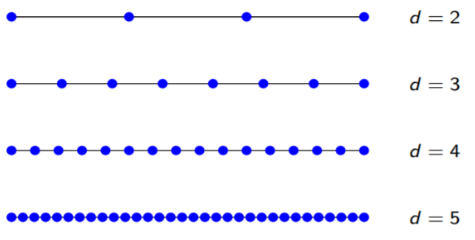 d = 2
d = 3
d = 4
d = 5